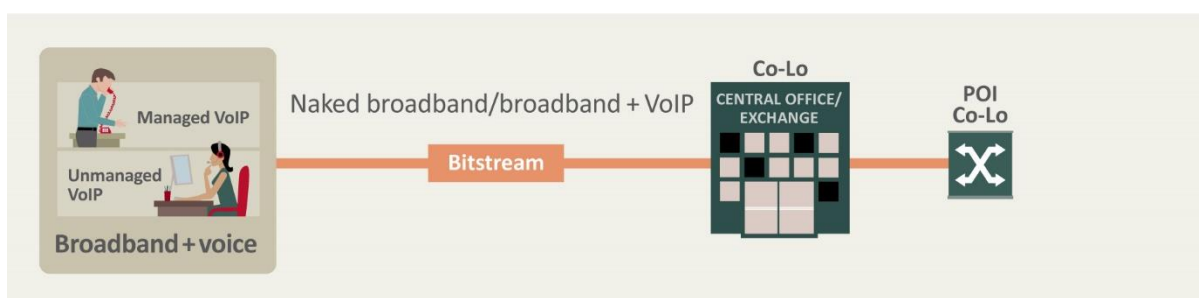 Managed VoIP
Unmanaged
VoIP
Broadband + voice
Naked broadband/broadband + VoIP
Bitstream
Co-Lo
CENTRAL OFFICE/
EXCHANGE
POI
Co-Lo